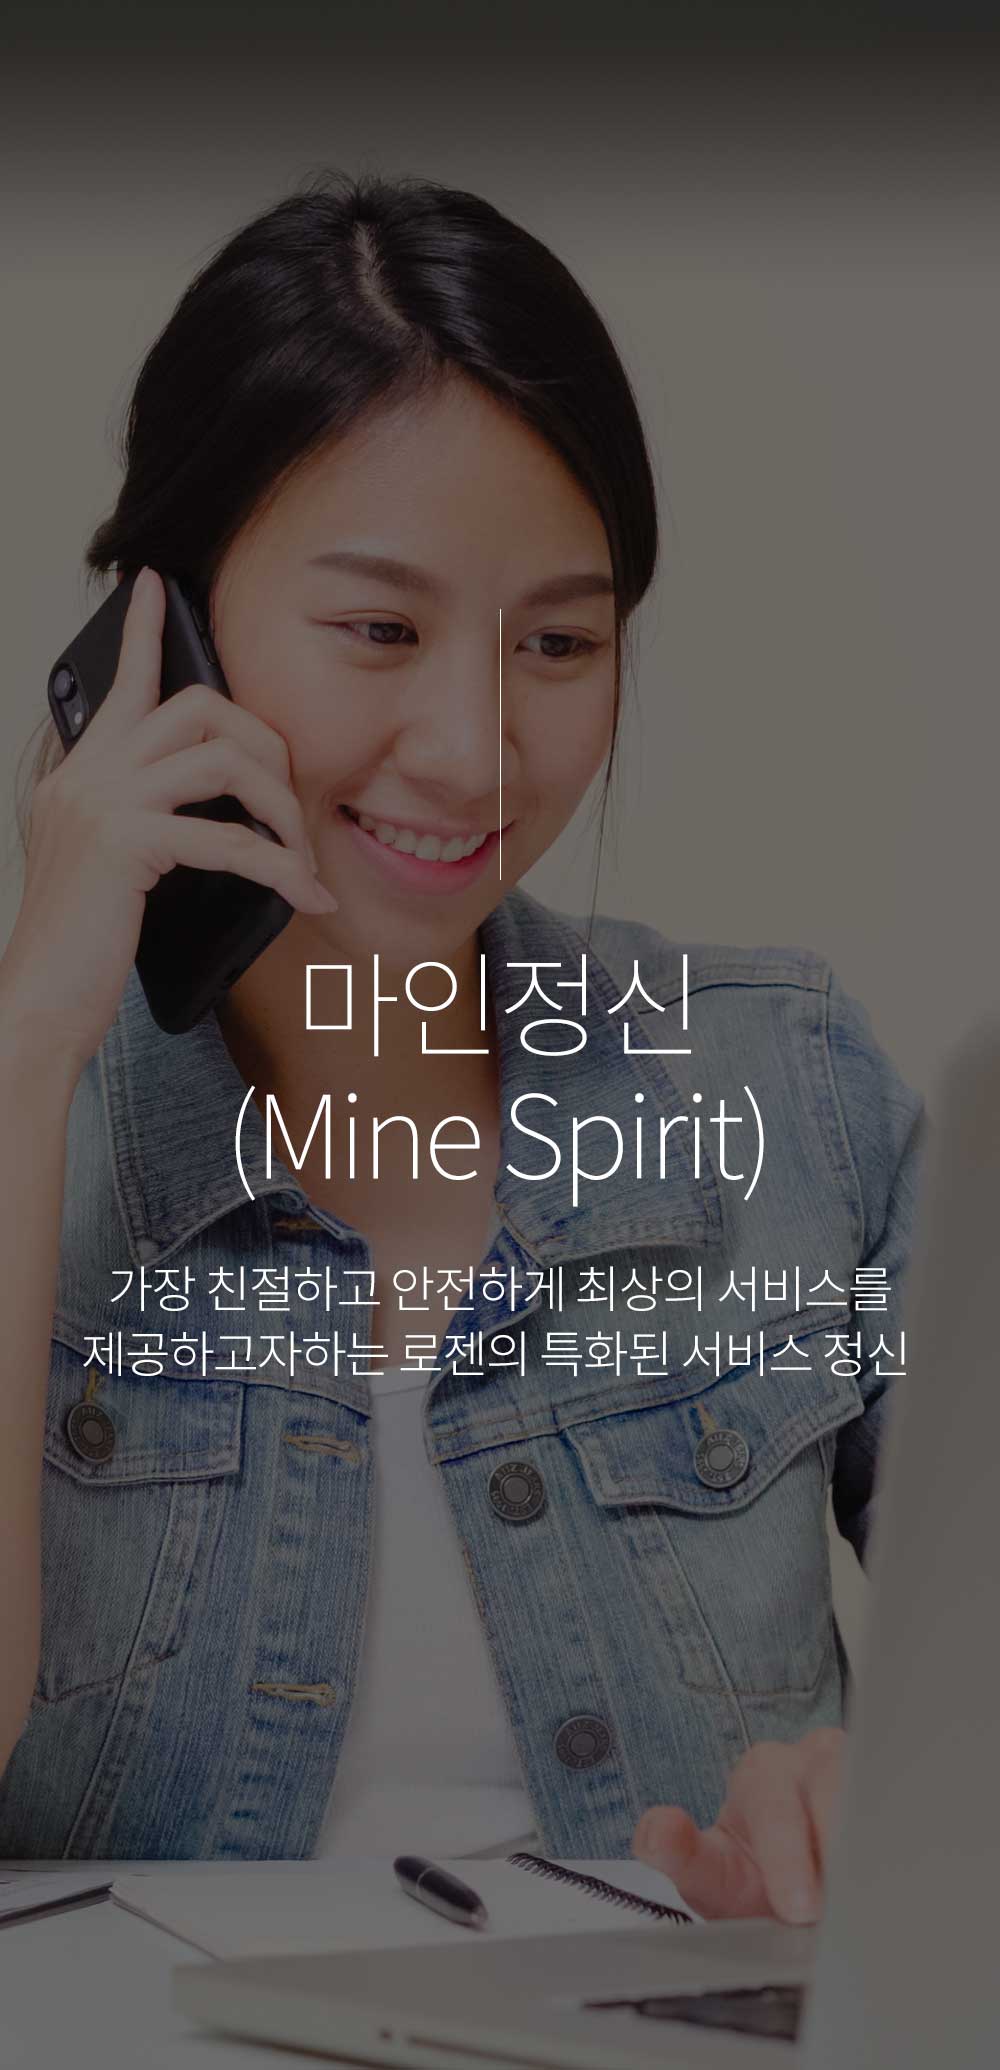 마인정신
(Mine Spirit)
가장 친절하고 안전하게 최상의 서비스를
제공하고자하는 로젠의 특화된 서비스 정신